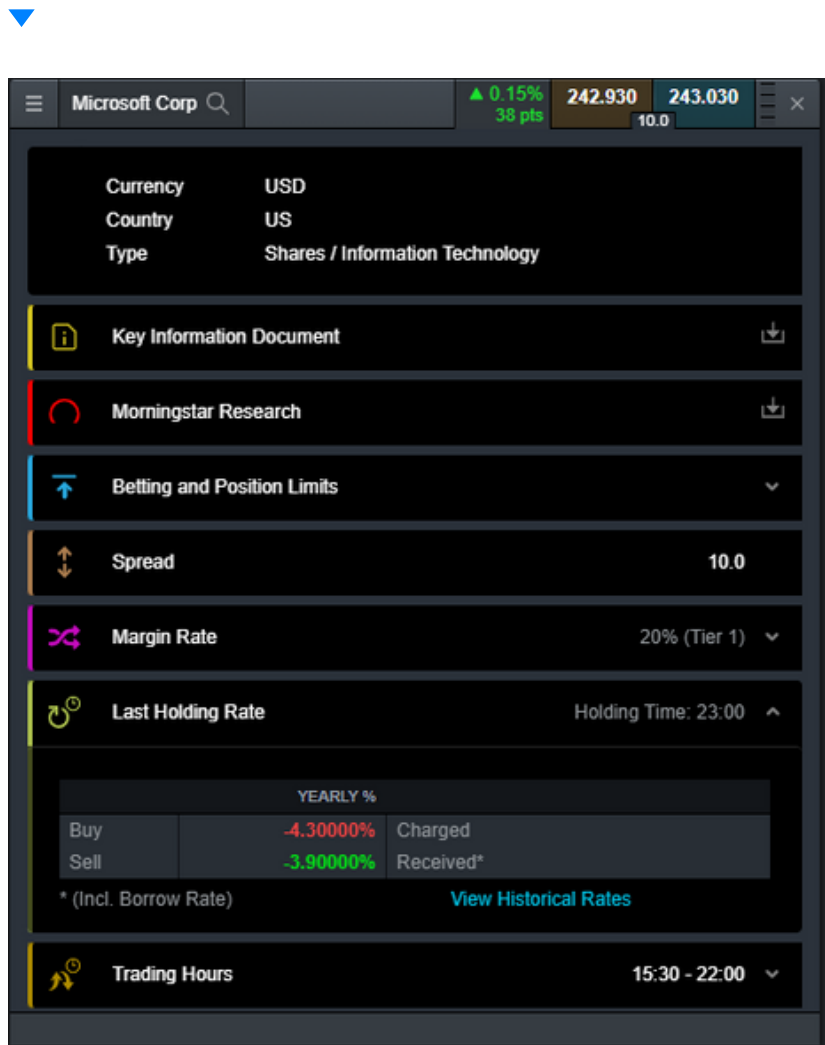 Microsoft Corp
▲ 0.15%
38 pts
242.930 243.030
10.0
Currency USD
Country US
Type Shares / Information Technology
Key Information Document
Morningstar Research
Betting and Position Limits
Spread 10.0
Margin Rate 20% (Tier 1)
Last Holding Rate Holding Time: 23:00
YEARLY %
Buy -4.30000% Charged
Sell -3.90000% Received*
* (Incl. Borrow Rate) View Historical Rates
Trading Hours 15:30 - 22:00